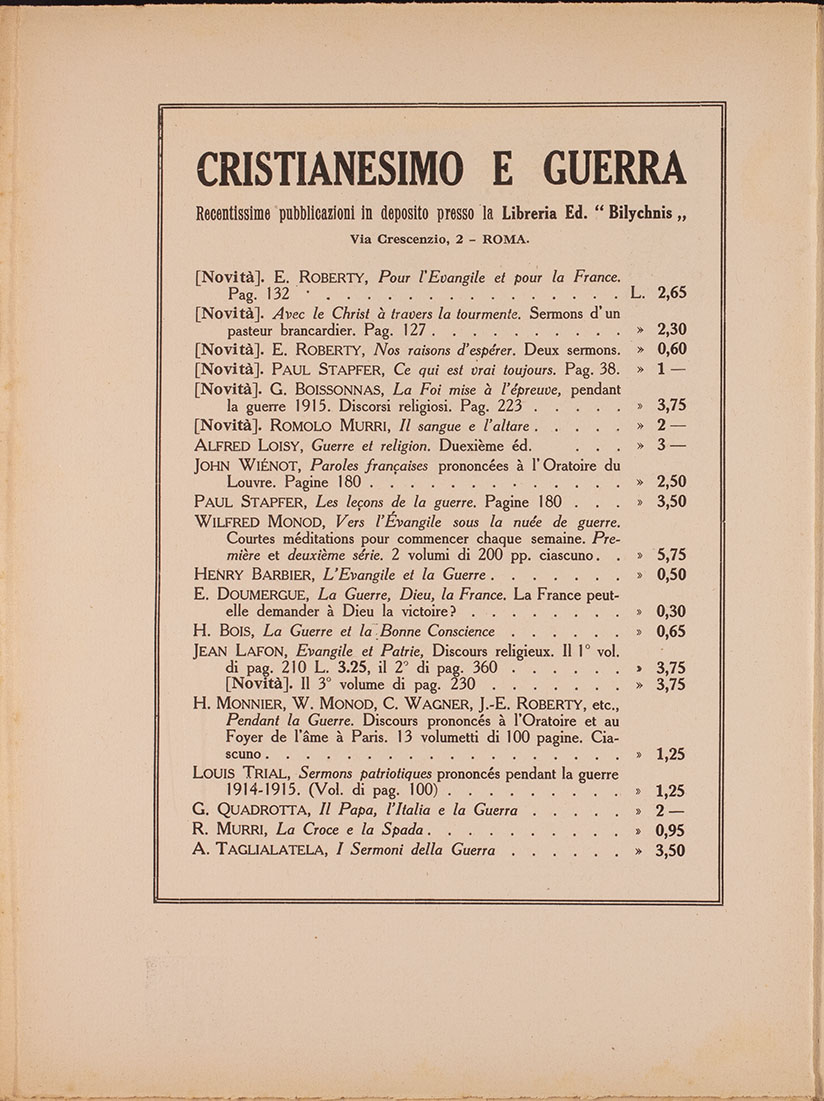 CRISTIANESIMO E GUERRA
Recentissime pubblicazioni in deposito presso la Libreria Ed. “ Bilychnis „
Via Crescenzio, 2 - ROMA.
[Novità]. E. ROBERTY, Pour l'Evangile et pour la France.
Pag. 132 . . . . . . . . . . . . . . . . L. 2,65
[Novità]. Avec le Christ à travers la tourmente. Sermons d'un
pasteur brancardier. Pag. 127 . . . . . . . . . . » 2,30
[Novità]. E. ROBERTY, Nos raisons d'espérer. Deux sermons. » 0,60
[Novità]. PAUL STAPFER, Ce qui est vrai toujours. Pag. 38. » 1 —
[Novità]. G. BOISSONNAS, La Foi mise à l'épreuve, pendant
la guerre 1915. Discorsi religiosi. Pag. 223 . . . . . » 3,75
[Novità]. ROMOLO MURRI, Il sangue e l'altare . . . . . » 2 —
ALFRED LOISY, Guerre et religion. Duexième éd. . . . » 3 —
JOHN WIÉNOT, Paroles françaises prononcées à l'Oratoire du
Louvre. Pagine 180 . . . . . . . . . . . . . » 2,50
PAUL STAPFER, Les leçons de la guerre. Pagine 180 . . . » 3,50
WILFRED MONOD, Vers l'Évangile sous la nuée de guerre.
Courtes méditations pour commencer chaque semaine. Pre-
mière et deuxième série. 2 volumi di 200 pp. ciascuno . . » 5,75
HENRY BARBIER, L'Evangile et la Guerre . . . . . . . » 0,50
E. DOUMERGUE, La Guerre, Dieu, la France. La France peut-
elle demander à Dieu la victoire? . . . . . . . . » 0,30
H. BOIS, La Guerre et la Bonne Conscience . . . . . . » 0,65
JEAN LAFON, Evangile et Patrie, Discours religieux. Il 1° vol.
di pag. 210 L. 3.25, il 2° di pag. 360 . . . . . . » 3,75
[Novità]. Il 3° volume di pag. 230 . . . . . . . » 3,75
H. MONNIER, W. MONOD, C. WAGNER, J.-E. ROBERTY, etc.,
Pendant la Guerre. Discours prononcés à l'Oratoire et au
Foyer de l'âme à Paris. 13 volumetti di 100 pagine. Cia-
scuno . . . . . . . . . . . . . . . . . » 1,25
LOUIS TRIAL, Sermons patriotiques prononcés pendant la guerre
1914-1915. (Vol. di pag. 100) . . . . . . . . . » 1,25
G. QUADROTTA, Il Papa, l'Italia e la Guerra . . . . . » 2 —
R. MURRI, La Croce e la Spada . . . . . . . . . . » 0,95
A. TAGLIALATELA, I Sermoni della Guerra . . . . . . » 3,50